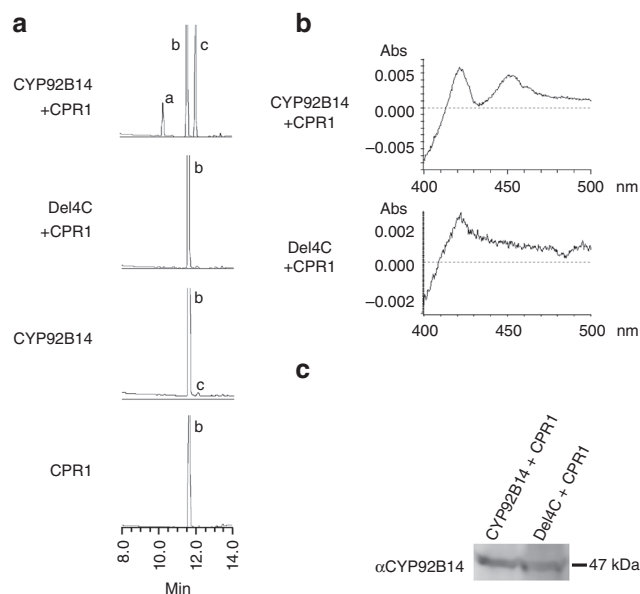 a
CYP92B14
+CPR1
a
b
c
Del4C
+CPR1
b
CYP92B14
b
c
CPR1
b
8.0
10.0
12.0
14.0
Min
b
Abs
CYP92B14
+CPR1
0.005
0.000
−0.005
400
450
500
nm
Abs
Del4C
+CPR1
0.002
0.000
−0.002
400
450
500
nm
c
CYP92B14 + CPR1
Del4C + CPR1
αCYP92B14
47 kDa